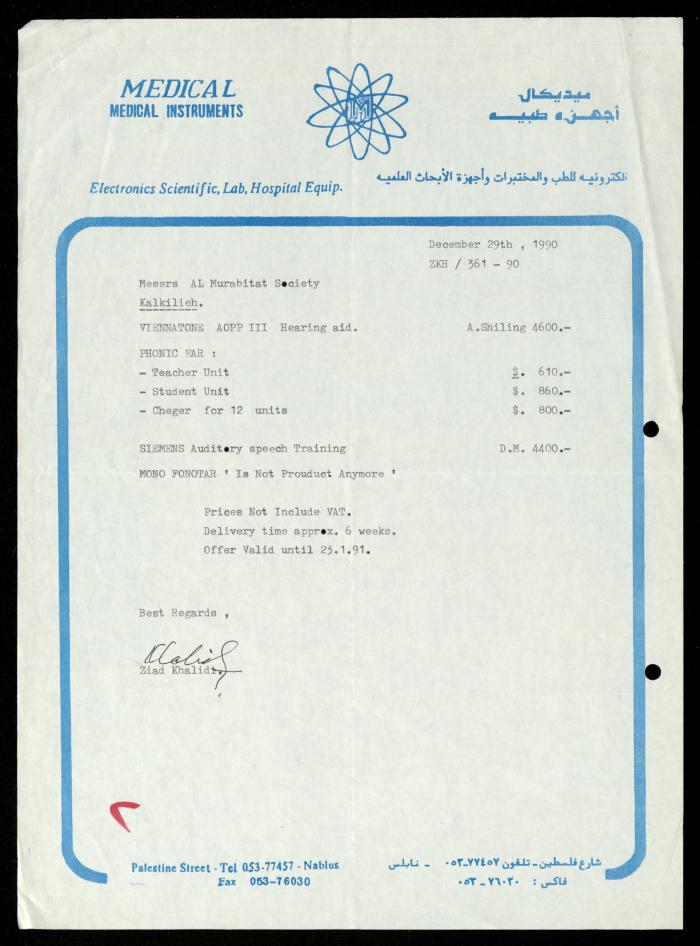 MEDICAL
MEDICAL INSTRUMENTS
M
ميديكال
أجهزه طبيه
Electronics Scientific, Lab, Hospital Equip.
الكترونيه للطب والمختبرات وأجهزة الأبحاث العلميه
December 29th , 1990
ZKH / 361 - 90
Messrs AL Murabitat Society
Kalkilieh.
VIENNATONE AOPP III Hearing aid. A.Shiling 4600.-
PHONIC EAR :
- Teacher Unit $. 610.-
- Student Unit $. 860.-
- Cheger for 12 units $. 800.-
SIEMENS Auditory speech Training D.M. 4400.-
MONO FONOTAR ' Is Not Prouduct Anymore '
Prices Not Include VAT.
Delivery time approx. 6 weeks.
Offer Valid until 23.1.91.
Best Regards ,
Khalidi
Ziad Khalidi.
٢
Palestine Street - Tel 053-77457 - Nablus
Fax 053-76030
شارع فلسطين - تلفون ٧٧٤٥٧-٠٥٣ - نابلس
فاكس : ٧٦٠٣٠ - ٠٥٣